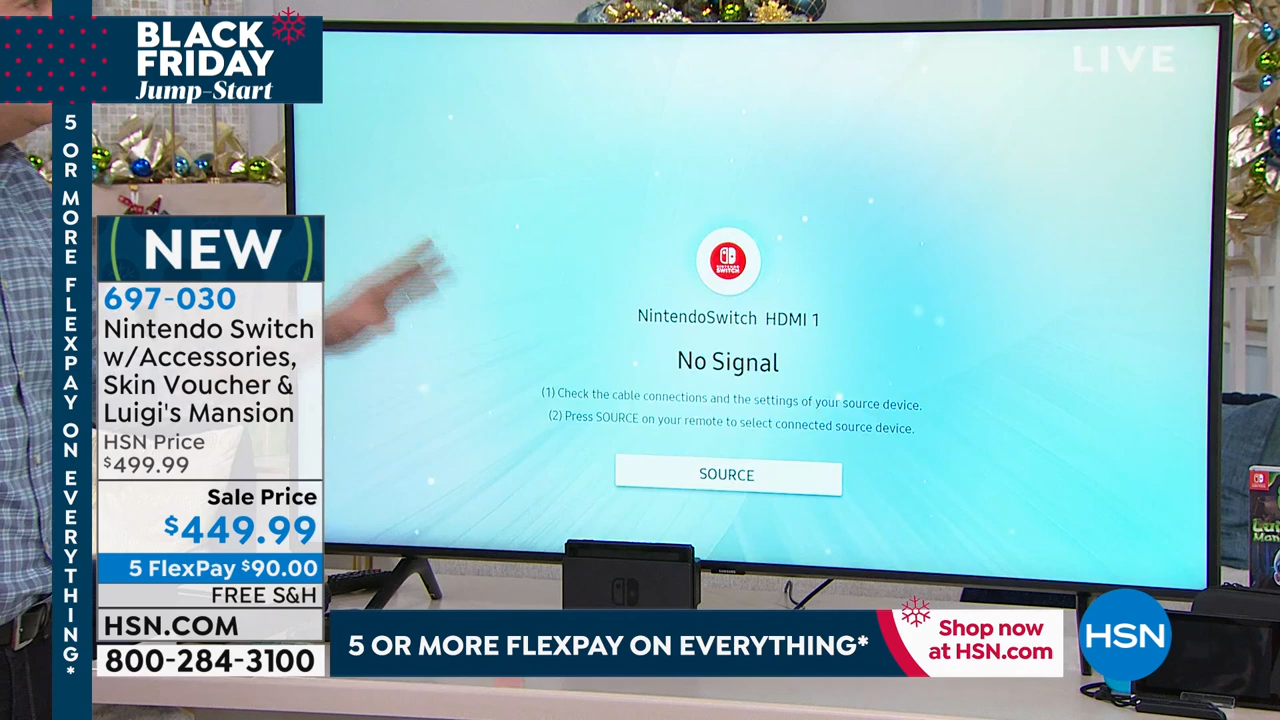 BLACK
FRIDAY
Jump-Start
5 OR MORE FLEXPAY ON EVERYTHING*
NEW
697-030
Nintendo Switch
w/Accessories,
Skin Voucher &
Luigi's Mansion
HSN Price
$499.99
Sale Price
$449.99
5 FlexPay $90.00
FREE S&H
HSN.COM
800-284-3100
LIVE
NINTENDO
SWITCH
NintendoSwitch HDMI 1
No Signal
(1) Check the cable connections and the settings of your source device.
(2) Press SOURCE on your remote to select connected source device.
SOURCE
SAMSUNG
5 OR MORE FLEXPAY ON EVERYTHING*
Shop now
at HSN.com
HSN